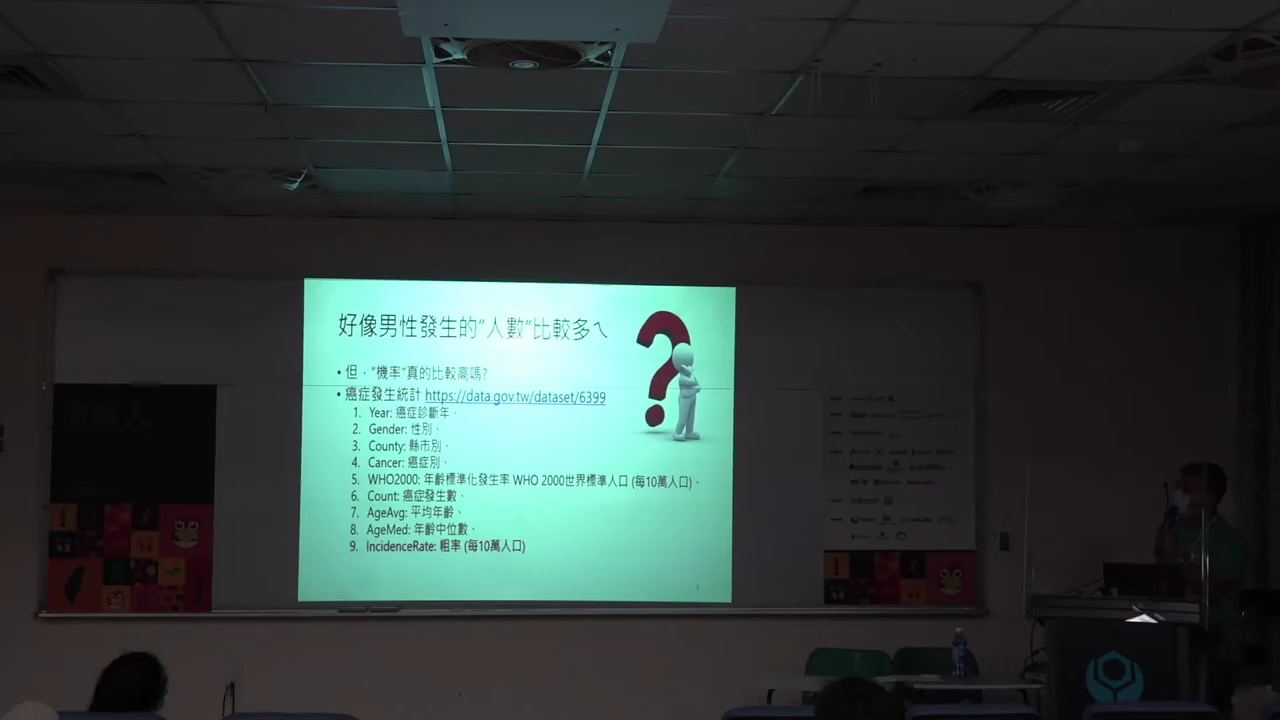 好像男性發生的"人數"比較多ㄟ
• 但，"機率"真的比較高嗎?
• 癌症發生統計 https://data.gov.tw/dataset/6399
1. Year: 癌症診斷年、
2. Gender: 性別、
3. County: 縣市別、
4. Cancer: 癌症別、
5. WHO2000: 年齡標準化發生率 WHO 2000世界標準人口 (每10萬人口)、
6. Count: 癌症發生數、
7. AgeAvg: 平均年齡、
8. AgeMed: 年齡中位數、
9. IncidenceRate: 粗率 (每10萬人口)